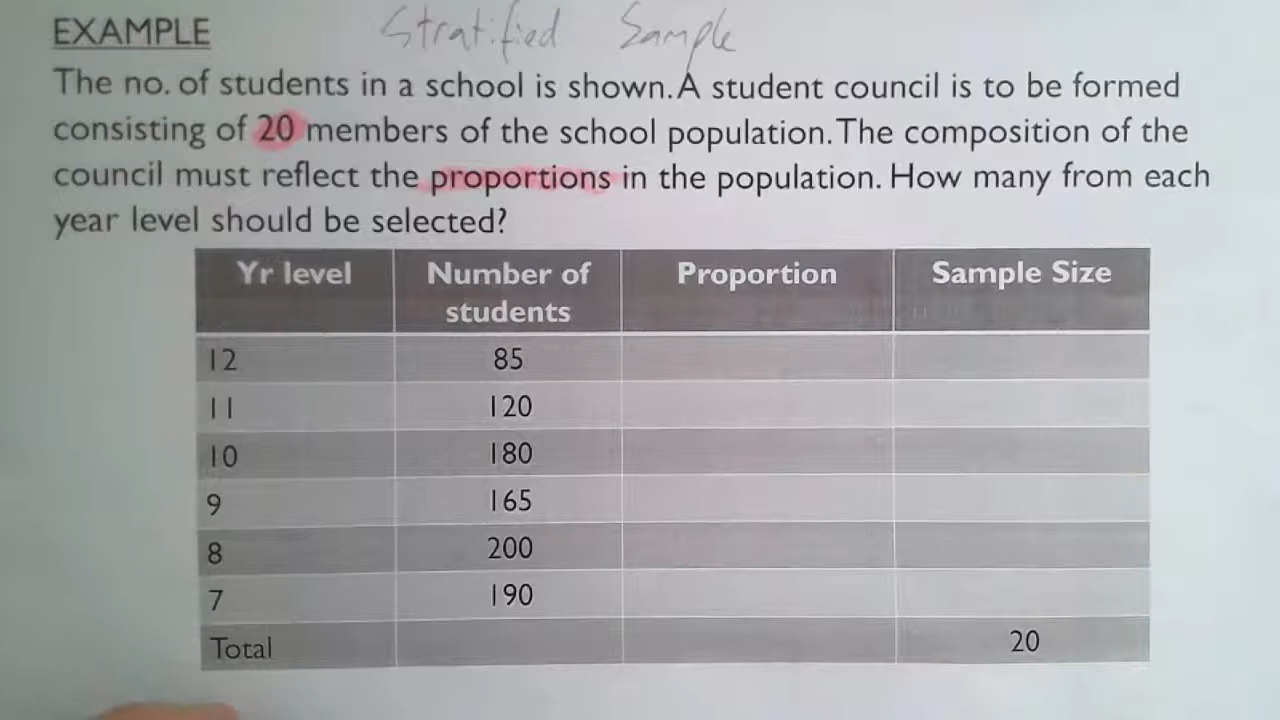 EXAMPLE Stratified Sample
The no. of students in a school is shown. A student council is to be formed
consisting of 20 members of the school population. The composition of the
council must reflect the proportions in the population. How many from each
year level should be selected?
Yr level Number of students Proportion Sample Size
12 85
11 120
10 180
9 165
8 200
7 190
Total 20